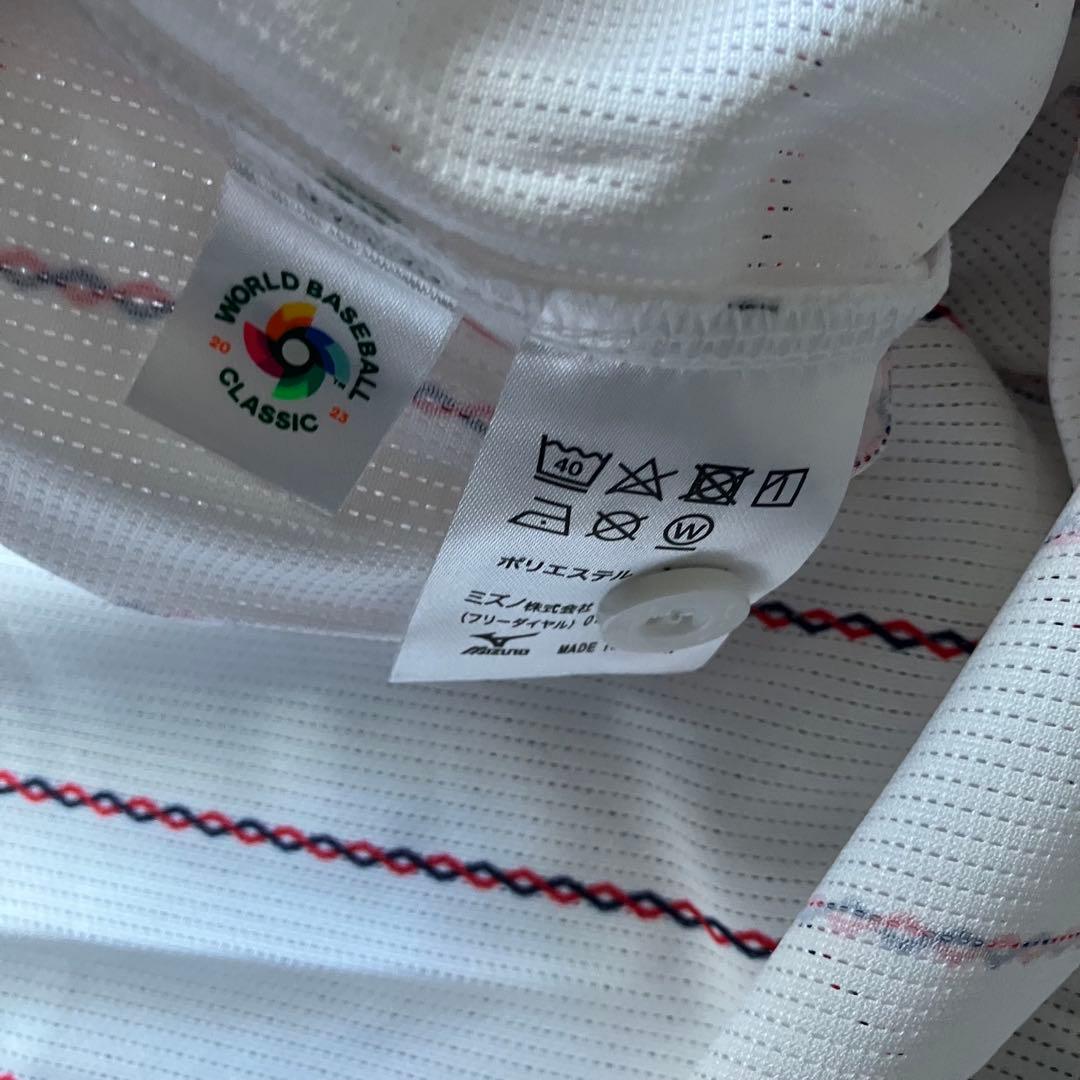 WORLD BASEBALL
20 23
CLASSIC
40
W
ポリエステル
ミズノ株式会社
(フリーダイヤル) 0
MIZUNO MADE